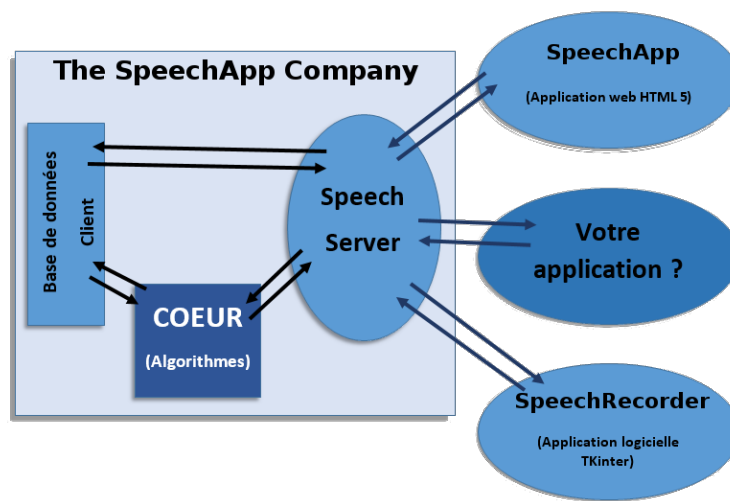 The SpeechApp Company
Base de données
Client
COEUR
(Algorithmes)
Speech
Server
SpeechApp
(Application web HTML 5)
Votre
application ?
SpeechRecorder
(Application logicielle
TKinter)